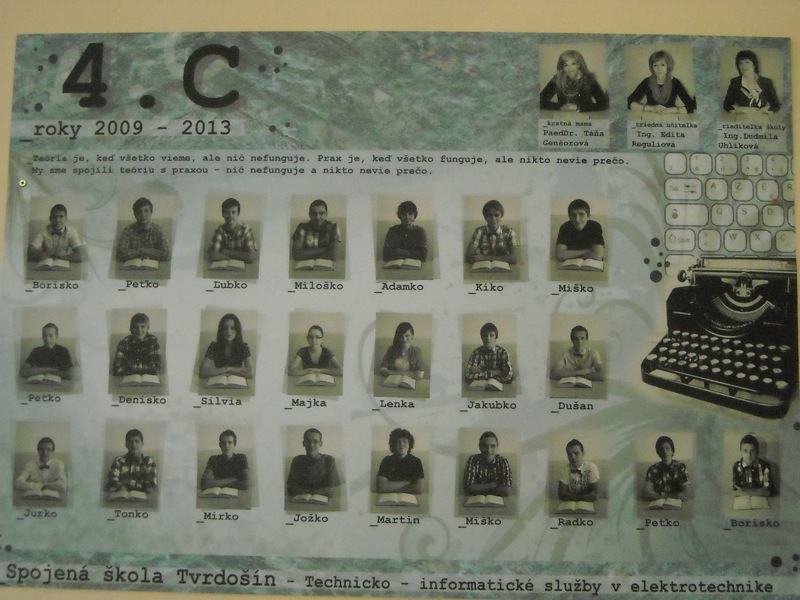 4.C
_roky 2009 - 2013
_krstná mama
PaedDr. Táňa
Genšorová
_triedna učiteľka
Ing. Edita
Reguliová
_riaditeľka školy
Ing. Ľudmila
Uhlíková
_Teória je, keď všetko vieme, ale nič nefunguje. Prax je, keď všetko funguje, ale nikto nevie prečo.
My sme spojili teóriu s praxou - nič nefunguje a nikto nevie prečo.
_Borisko _Peťko _Ľubko _Miloško _Adamko _Kiko _Miško
_Peťko _Denisko _Silvia _Majka _Lenka _Jakubko _Dušan
_Jurko _Tonko _Mirko _Jožko _Martin _Miško _Radko _Peťko _Borisko
_Spojená škola Tvrdošín - Technicko - informatické služby v elektrotechnike